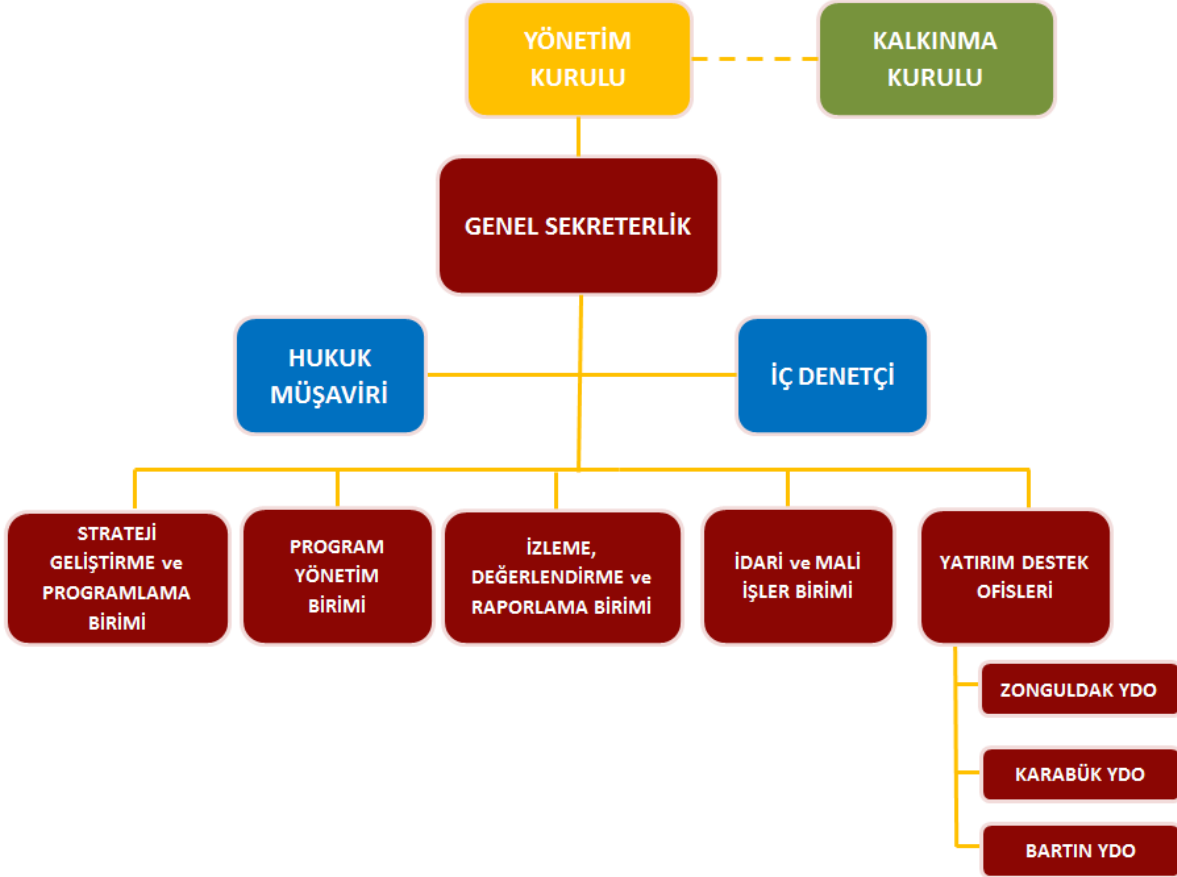 YÖNETİM
KURULU
KALKINMA
KURULU
GENEL SEKRETERLİK
HUKUK
MÜŞAVİRİ
İÇ DENETÇİ
STRATEJİ
GELİŞTİRME ve
PROGRAMLAMA
BİRİMİ
PROGRAM
YÖNETİM
BİRİMİ
İZLEME,
DEĞERLENDİRME ve
RAPORLAMA BİRİMİ
İDARİ ve MALİ
İŞLER BİRİMİ
YATIRIM DESTEK
OFİSLERİ
ZONGULDAK YDO
KARABÜK YDO
BARTIN YDO